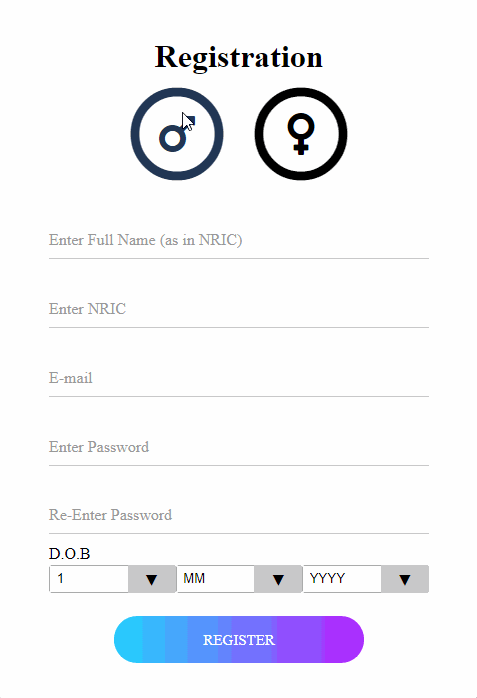 Registration
Enter Full Name (as in NRIC)
Enter NRIC
E-mail
Enter Password
Re-Enter Password
D.O.B
1 MM YYYY
REGISTER